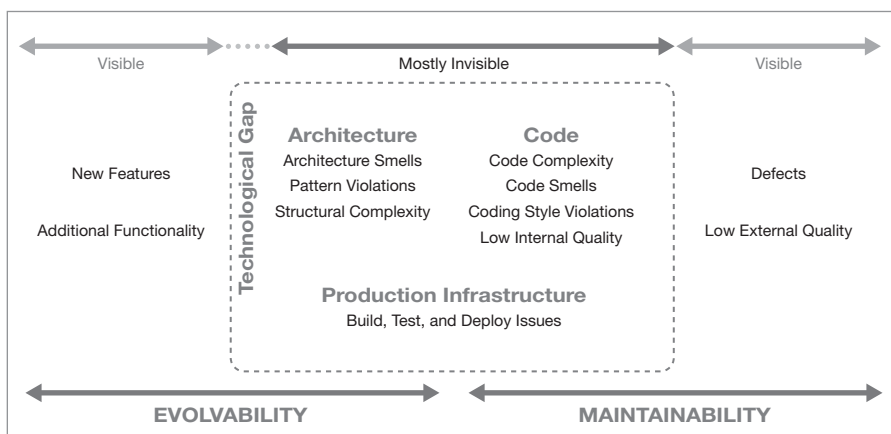 Visible
Mostly Invisible
Visible
Technological Gap
New Features
Additional Functionality
Architecture
Architecture Smells
Pattern Violations
Structural Complexity
Code
Code Complexity
Code Smells
Coding Style Violations
Low Internal Quality
Production Infrastructure
Build, Test, and Deploy Issues
Defects
Low External Quality
EVOLVABILITY
MAINTAINABILITY